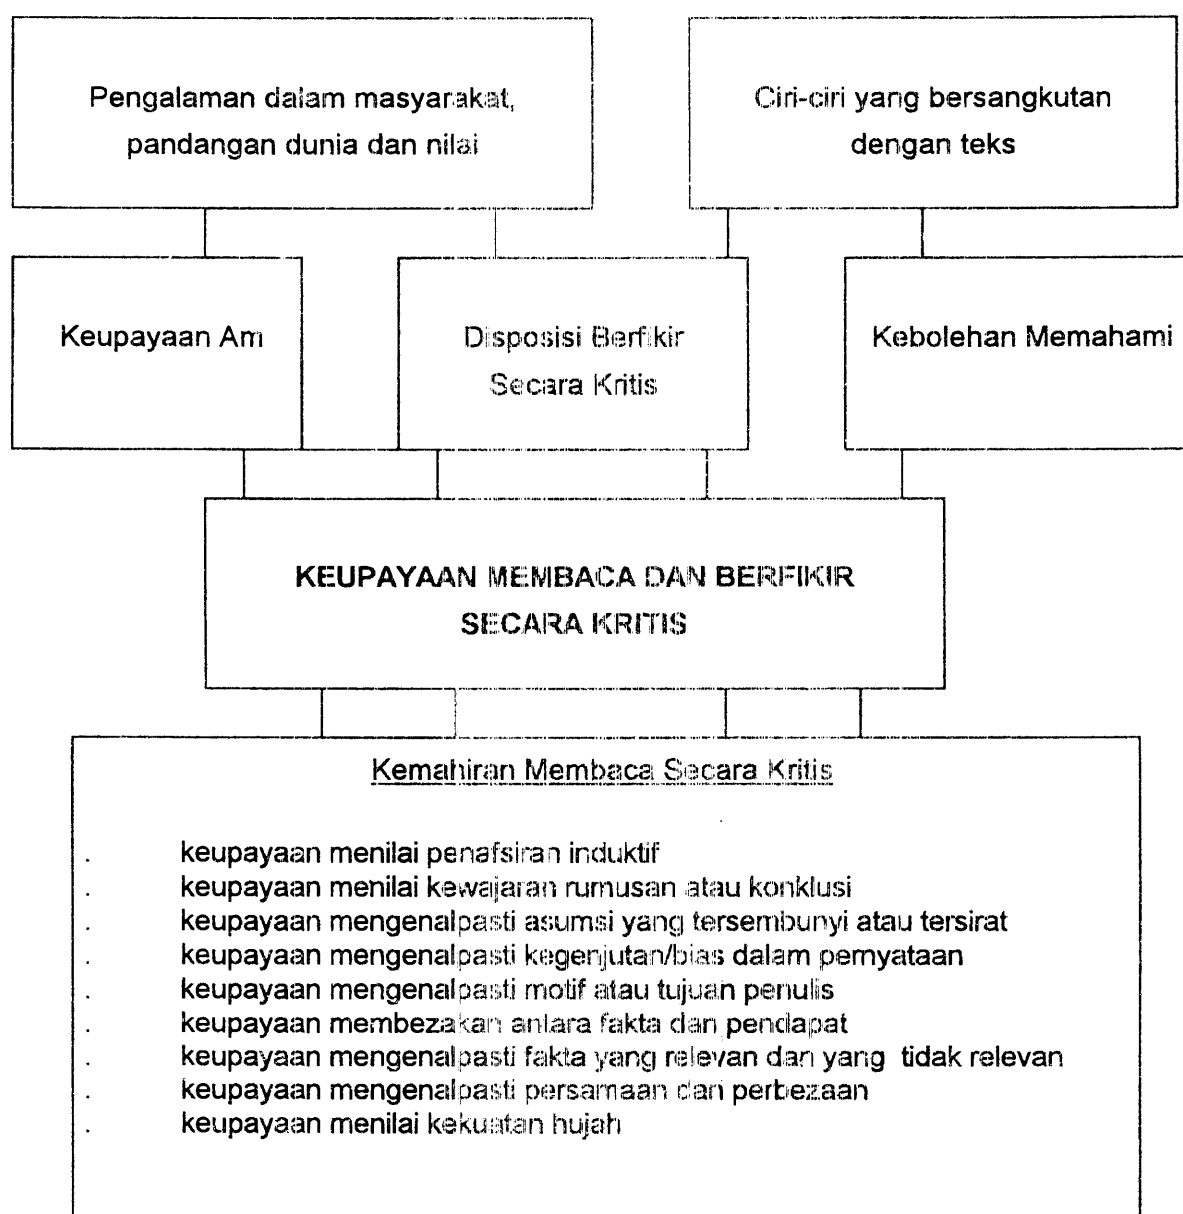 Pengalaman dalam masyarakat,
pandangan dunia dan nilai
Ciri-ciri yang bersangkutan
dengan teks
Keupayaan Am
Disposisi Berfikir
Secara Kritis
Kebolehan Memahami
KEUPAYAAN MEMBACA DAN BERFIKIR
SECARA KRITIS
Kemahiran Membaca Secara Kritis
. keupayaan menilai penafsiran induktif
. keupayaan menilai kewajaran rumusan atau konklusi
. keupayaan mengenalpasti asumsi yang tersembunyi atau tersirat
. keupayaan mengenalpasti kegenjutan/bias dalam pernyataan
. keupayaan mengenalpasti motif atau tujuan penulis
. keupayaan membezakan antara fakta dan pendapat
. keupayaan mengenalpasti fakta yang relevan dan yang tidak relevan
. keupayaan mengenalpasti persamaan dan perbezaan
. keupayaan menilai kekuatan hujah